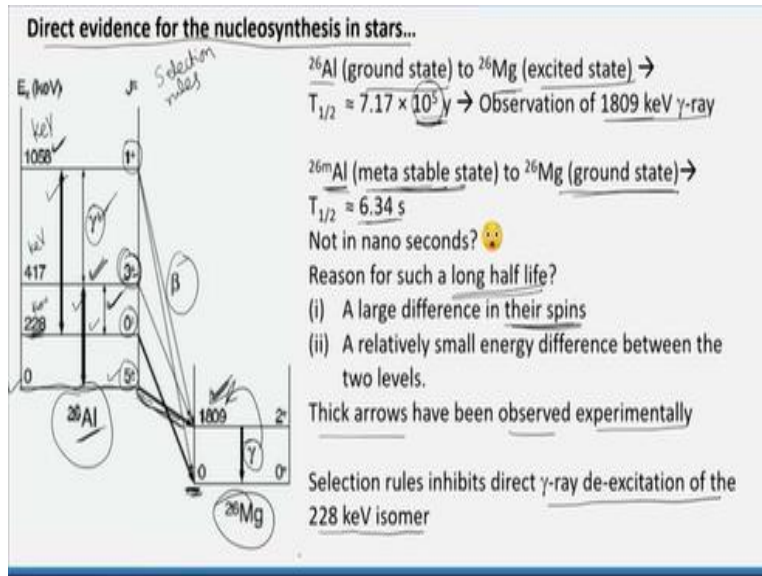 Direct evidence for the nucleosynthesis in stars...
Selection
rules
Eₓ (keV) Jπ
keV
1058 1⁺
γ
keV
417 3⁺
keV
228 0⁺
0 5⁺
β
²⁶Al
1809 2⁺
γ
0 0⁺
²⁶Mg
²⁶Al (ground state) to ²⁶Mg (excited state) →
T₁/₂ = 7.17 × 10⁵ y → Observation of 1809 keV γ-ray
²⁶ᵐAl (meta stable state) to ²⁶Mg (ground state)→
T₁/₂ = 6.34 s
Not in nano seconds? 😲
Reason for such a long half life?
(i) A large difference in their spins
(ii) A relatively small energy difference between the
two levels.
Thick arrows have been observed experimentally
Selection rules inhibits direct γ-ray de-excitation of the
228 keV isomer